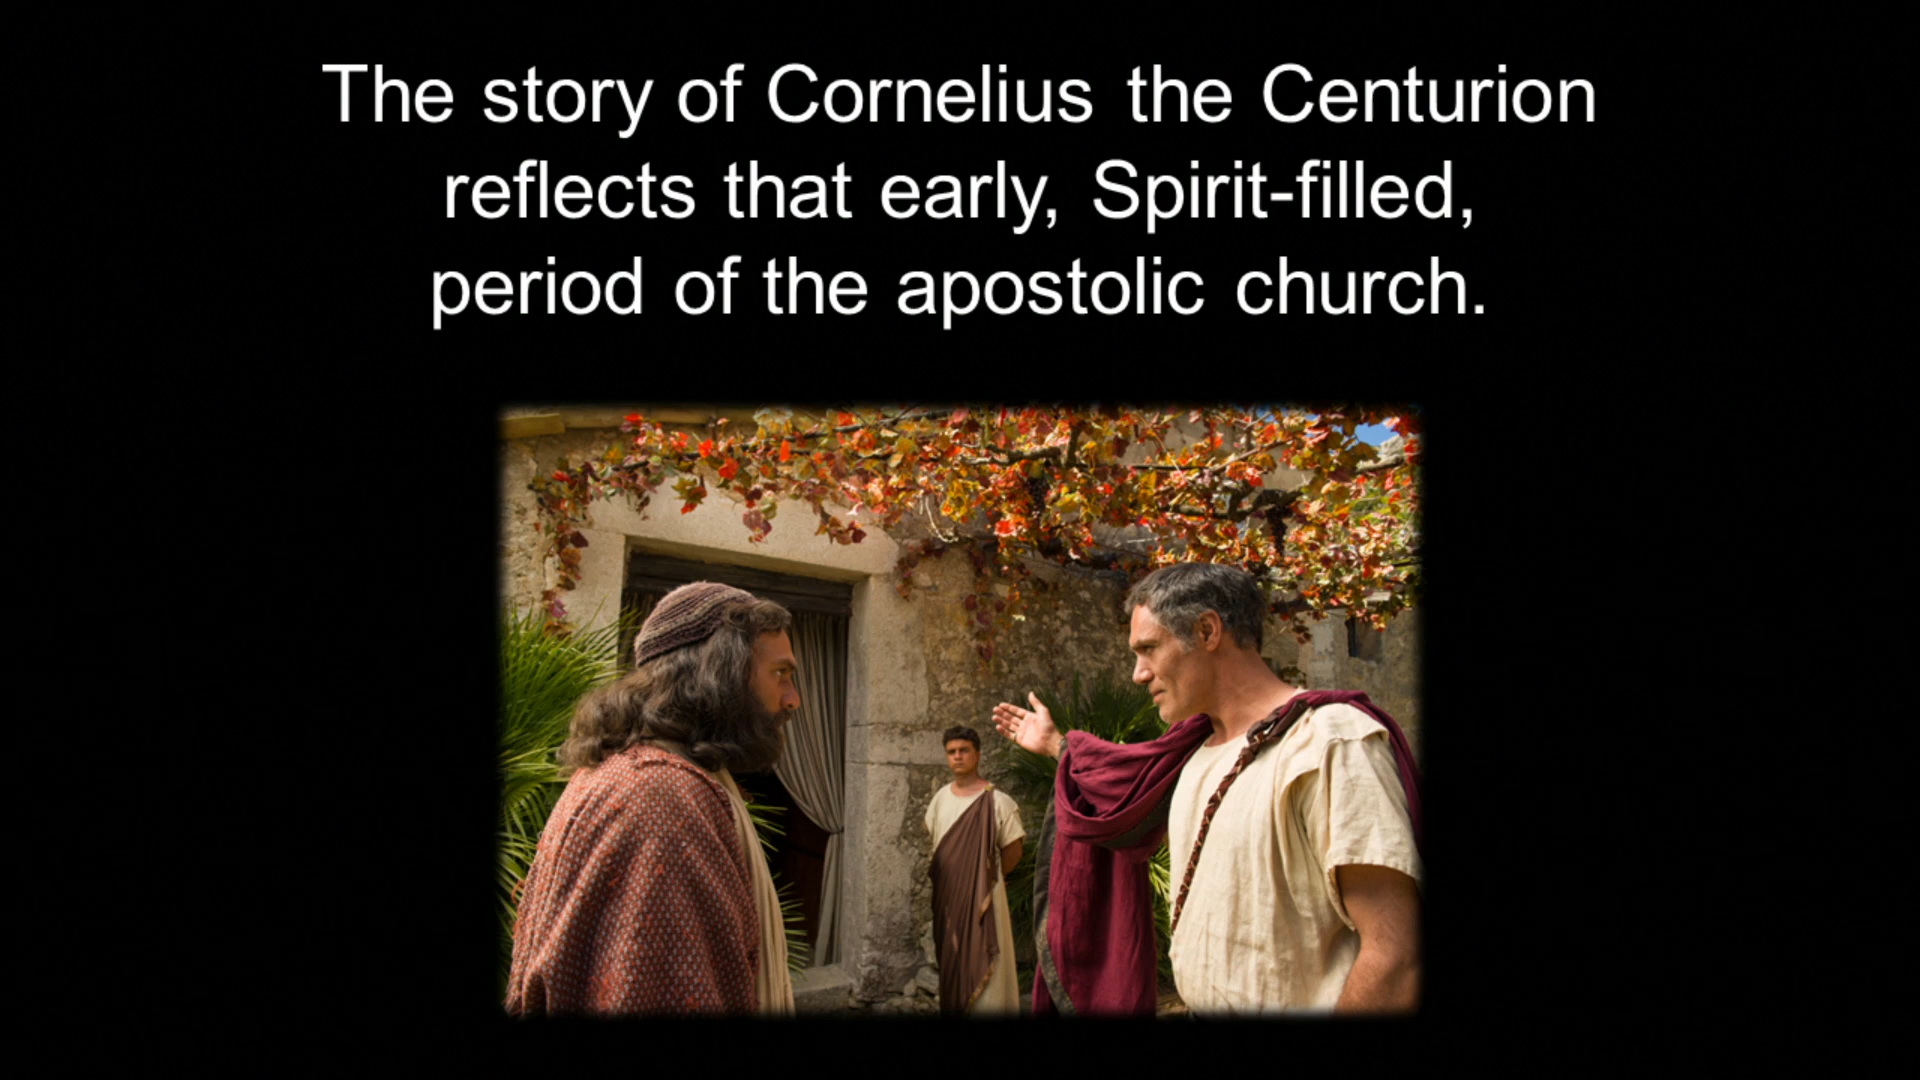 The story of Cornelius the Centurion
reflects that early, Spirit-filled,
period of the apostolic church.